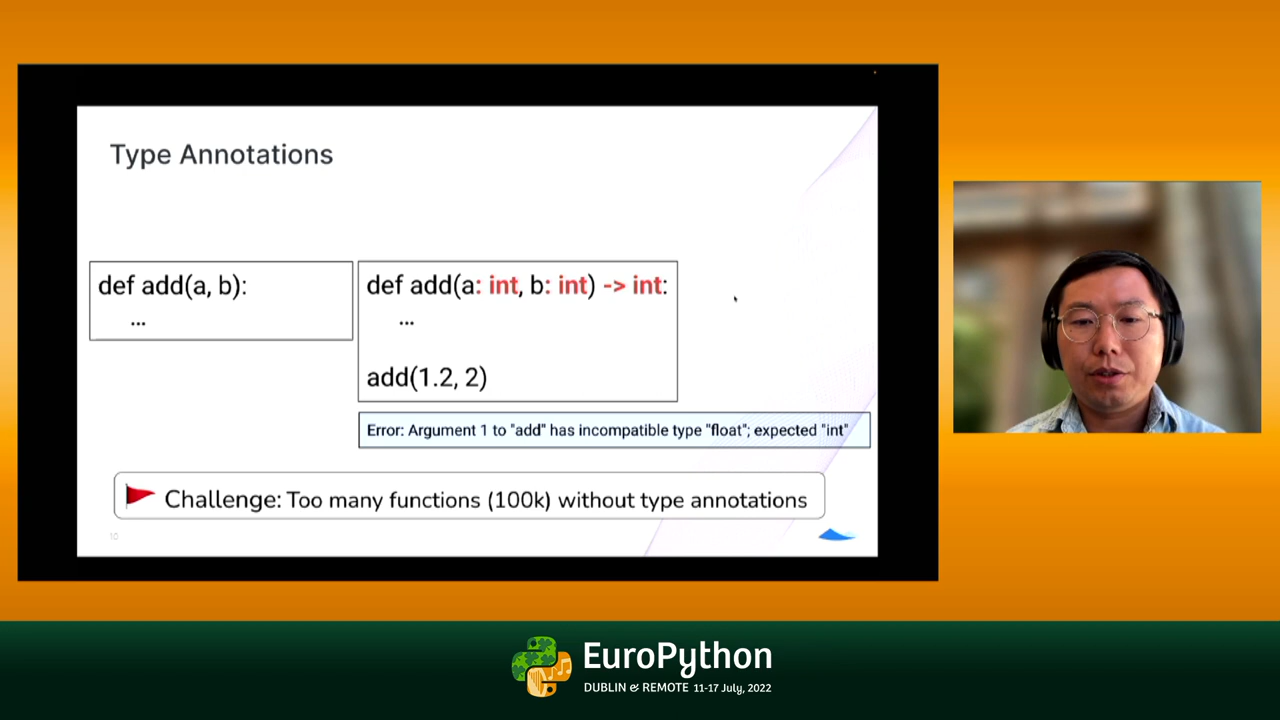 Type Annotations
def add(a, b):
...
def add(a: int, b: int) -> int:
...
add(1.2, 2)
Error: Argument 1 to "add" has incompatible type "float"; expected "int"
Challenge: Too many functions (100k) without type annotations
10
EuroPython
DUBLIN & REMOTE 11-17 July, 2022